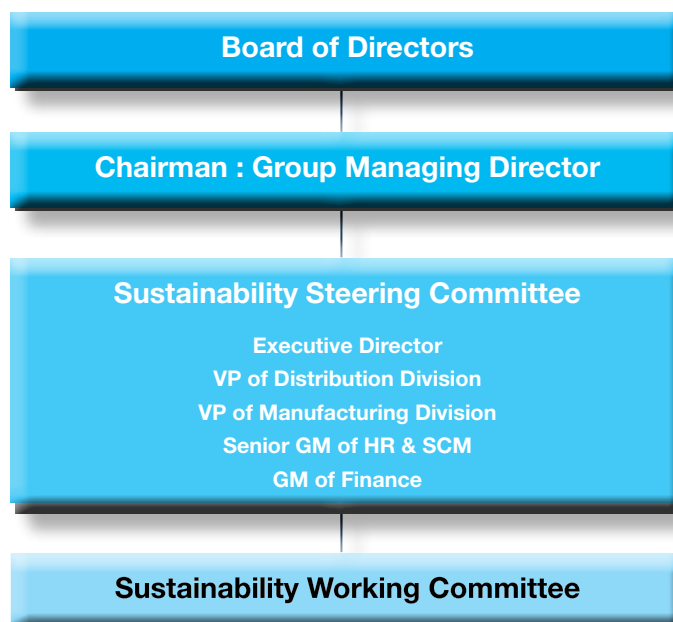 Board of Directors
Chairman : Group Managing Director
Sustainability Steering Committee
Executive Director
VP of Distribution Division
VP of Manufacturing Division
Senior GM of HR & SCM
GM of Finance
Sustainability Working Committee